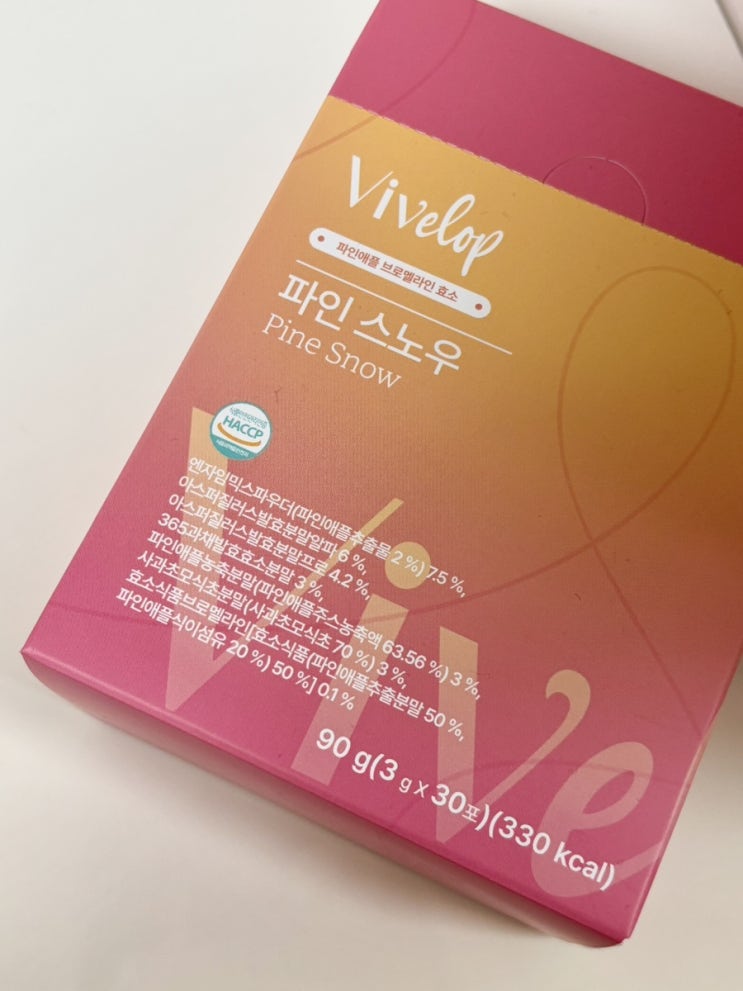 Vivelop
파인애플 브로멜라인 효소
파인 스노우
Pine Snow
HACCP
엔자임믹스파우더(파인애플추출물 2 %) 7.5 %,
아스퍼질러스발효분말알파 6 %,
아스퍼질러스발효분말프로 4.2 %,
365과채발효효소분말 3 %,
파인애플농축분말(파인애플주스농축액 63.56 %) 3 %,
사과초모식초분말(사과초모식초 70 %) 3 %,
효소식품브로멜라인[효소식품(파인애플추출분말 50 %,
파인애플식이섬유 20 %) 50 %] 0.1 %
90 g(3 g x 30포)(330 kcal)
Vive